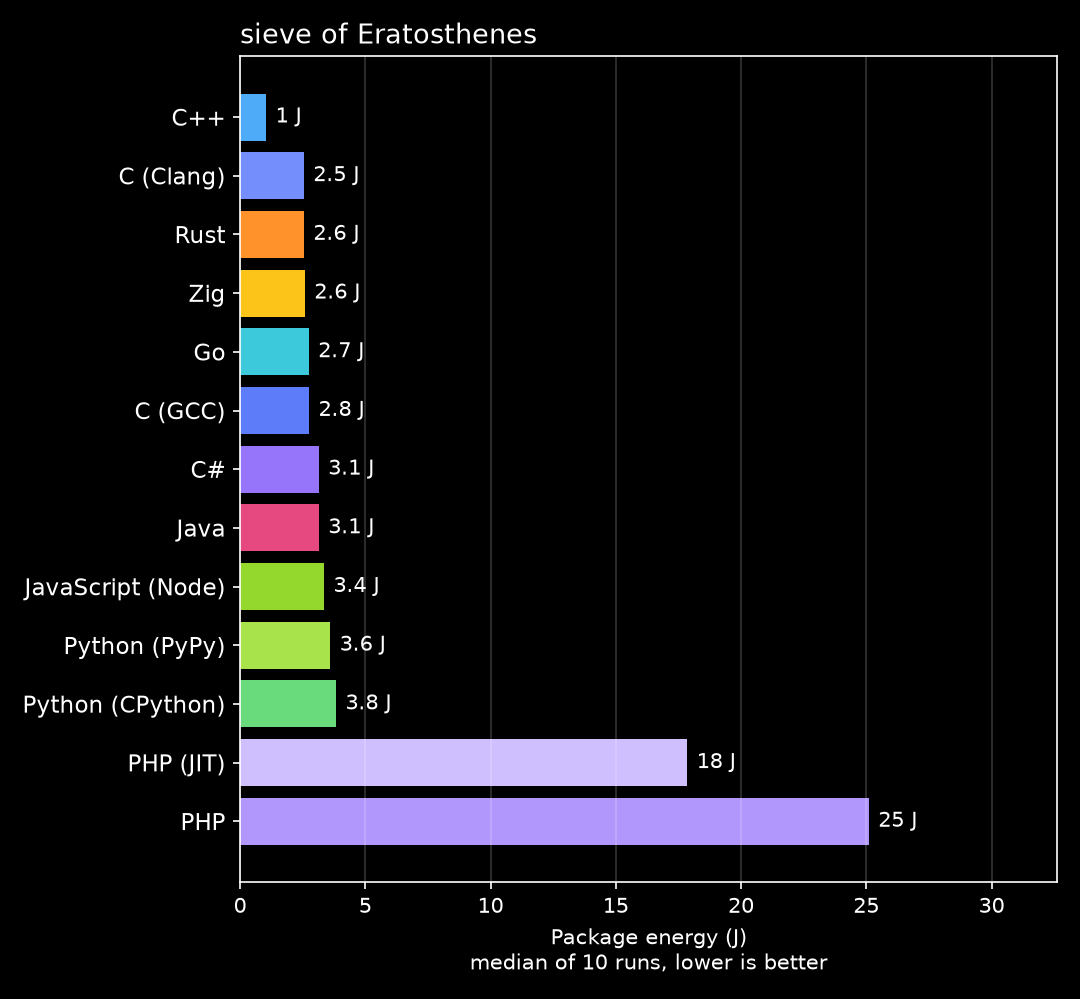 sieve of Eratosthenes
C++ 1 J
C (Clang) 2.5 J
Rust 2.6 J
Zig 2.6 J
Go 2.7 J
C (GCC) 2.8 J
C# 3.1 J
Java 3.1 J
JavaScript (Node) 3.4 J
Python (PyPy) 3.6 J
Python (CPython) 3.8 J
PHP (JIT) 18 J
PHP 25 J
0 5 10 15 20 25 30
Package energy (J)
median of 10 runs, lower is better